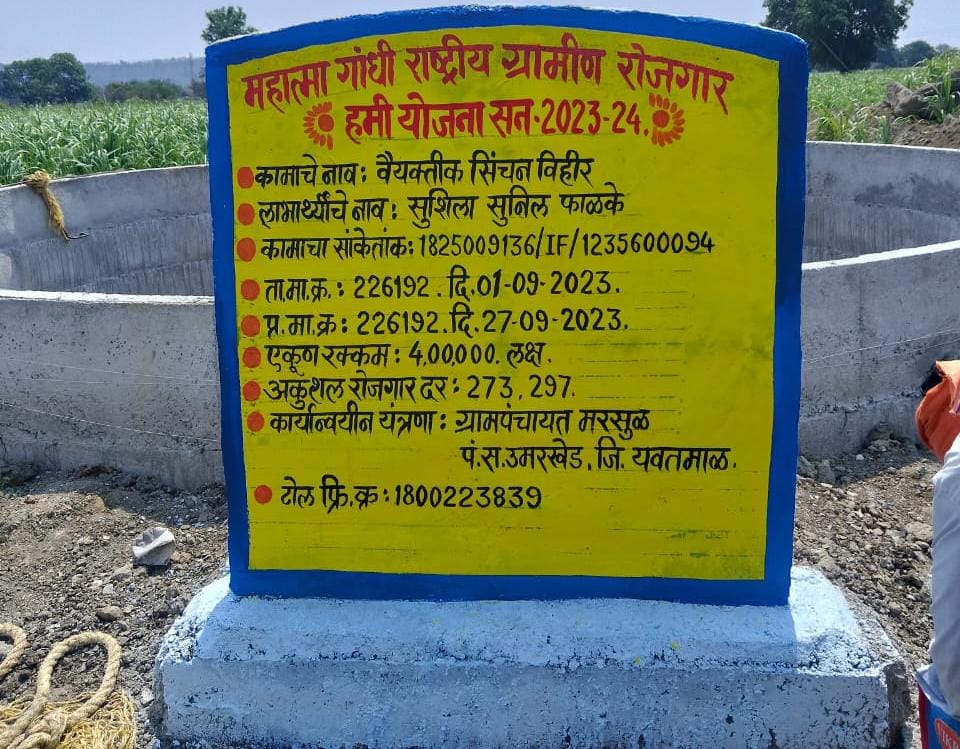 महात्मा गांधी राष्ट्रीय ग्रामीण रोजगार
हमी योजना सन-2023-24.
कामाचे नाव: वैयक्तीक सिंचन विहीर
लाभार्थ्यीचे नाव: सुशिला सुनिल फाळके
कामाचा सांकेतांक: 1825009136/IF/1235600094
ता.मा.क्र.: 226192. दि.01-09-2023.
प्र.मा.क्र: 226192.दि.27-09-2023.
एकूण रक्कम: 4,00,000. लक्ष.
अकुशल रोजगार दर: 273, 297.
कार्यान्वयीन यंत्रणा: ग्रामपंचायत मरसुळ
पं.स.उमरखेड. जि. यवतमाळ.
टोल फ्रि.क्र: 1800223839